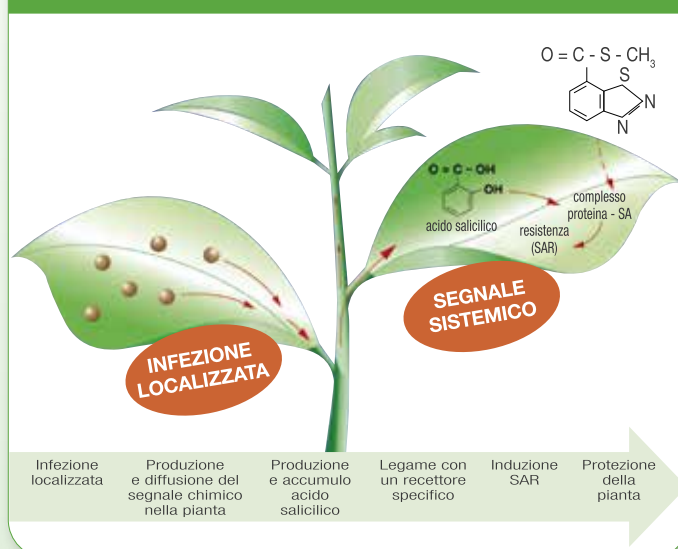 O = C - S - CH3
S
N
N
O = C - OH
OH
acido salicilico
complesso
proteina - SA
resistenza
(SAR)
SEGNALE
SISTEMICO
INFEZIONE
LOCALIZZATA
Infezione
localizzata
Produzione
e diffusione del
segnale chimico
nella pianta
Produzione
e accumulo
acido
salicilico
Legame con
un recettore
specifico
Induzione
SAR
Protezione
della
pianta